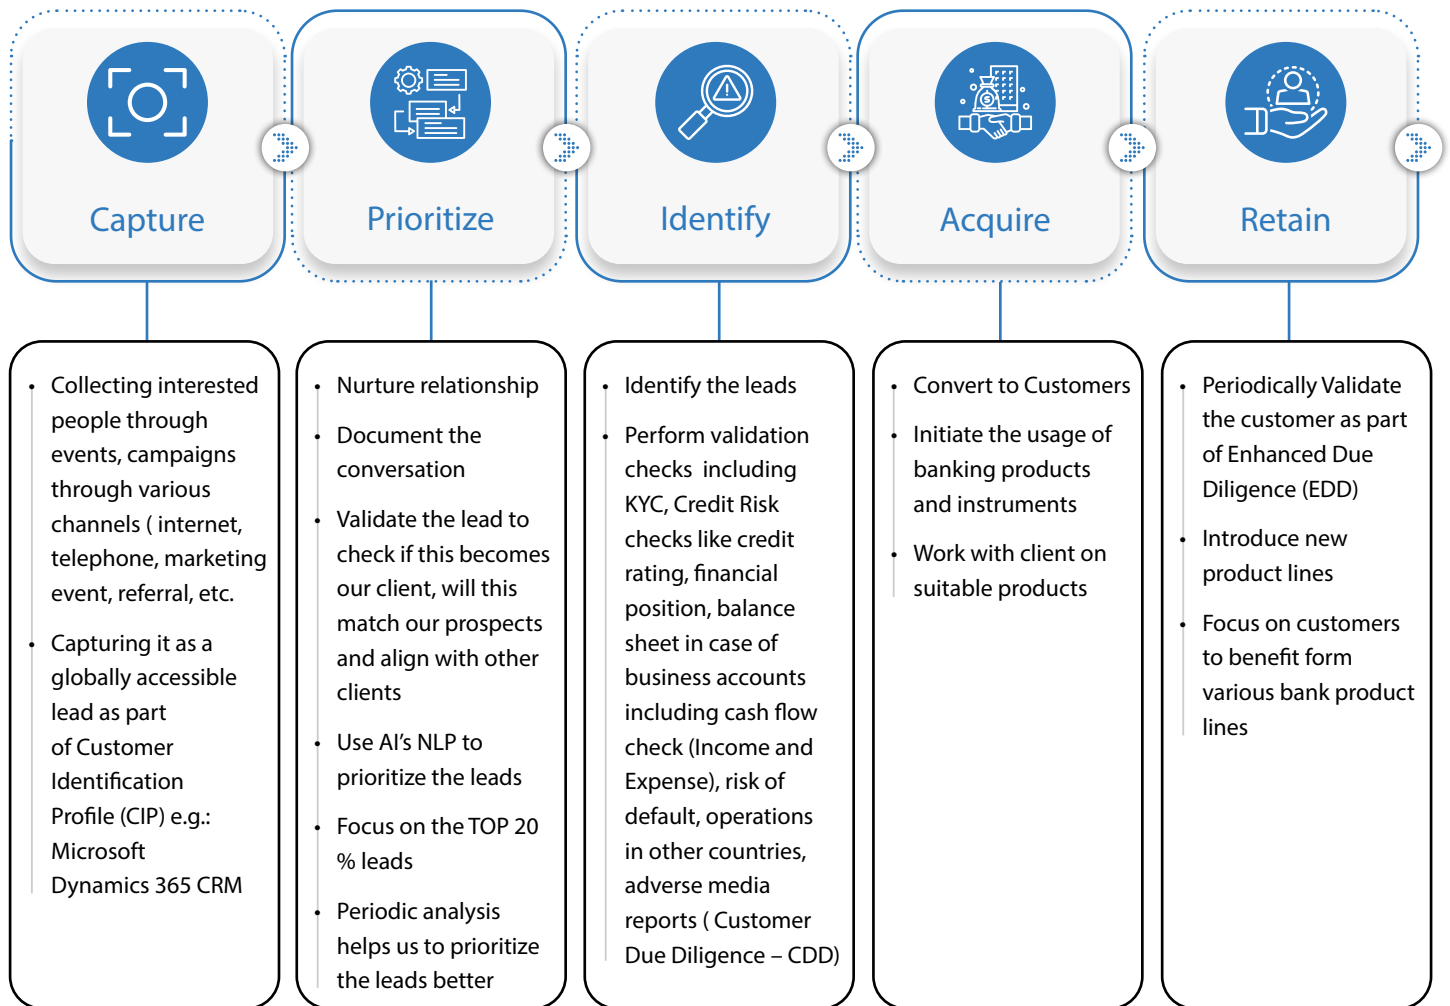 Capture
Prioritize
Identify
Acquire
Retain
• Collecting interested
people through
events, campaigns
through various
channels ( internet,
telephone, marketing
event, referral, etc.
• Capturing it as a
globally accessible
lead as part
of Customer
Identification
Profile (CIP) e.g.:
Microsoft
Dynamics 365 CRM
• Nurture relationship
• Document the
conversation
• Validate the lead to
check if this becomes
our client, will this
match our prospects
and align with other
clients
• Use AI's NLP to
prioritize the leads
• Focus on the TOP 20
% leads
• Periodic analysis
helps us to prioritize
the leads better
• Identify the leads
• Perform validation
checks including
KYC, Credit Risk
checks like credit
rating, financial
position, balance
sheet in case of
business accounts
including cash flow
check (Income and
Expense), risk of
default, operations
in other countries,
adverse media
reports ( Customer
Due Diligence – CDD)
• Convert to Customers
• Initiate the usage of
banking products
and instruments
• Work with client on
suitable products
• Periodically Validate
the customer as part
of Enhanced Due
Diligence (EDD)
• Introduce new
product lines
• Focus on customers
to benefit form
various bank product
lines